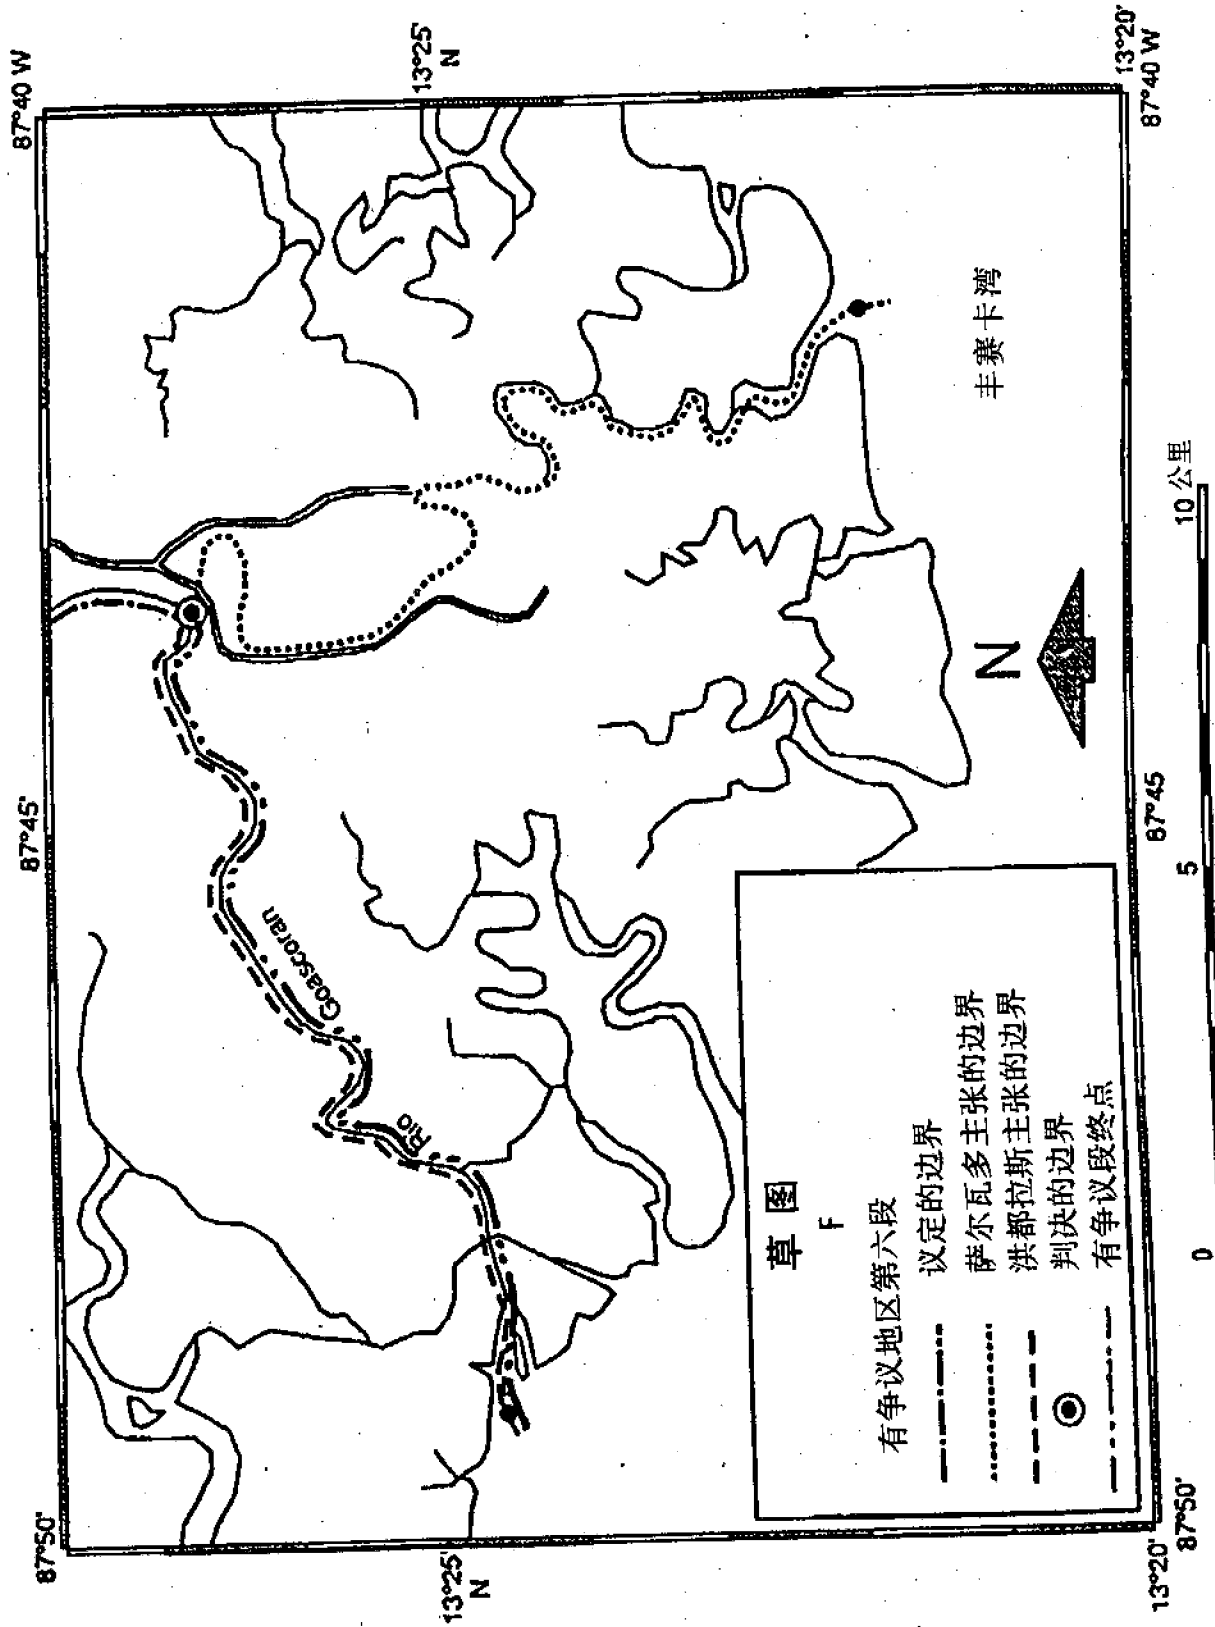 87°50'
87°45'
87°40 W
Rio Goascoran
13°25'
N
13°25'
N
草图
F
有争议地区第六段
议定的边界
萨尔瓦多主张的边界
洪都拉斯主张的边界
判决的边界
有争议段终点
丰赛卡湾
N
13°20'
13°20'
87°50'
87°45
87°40 W
0
5
10 公里